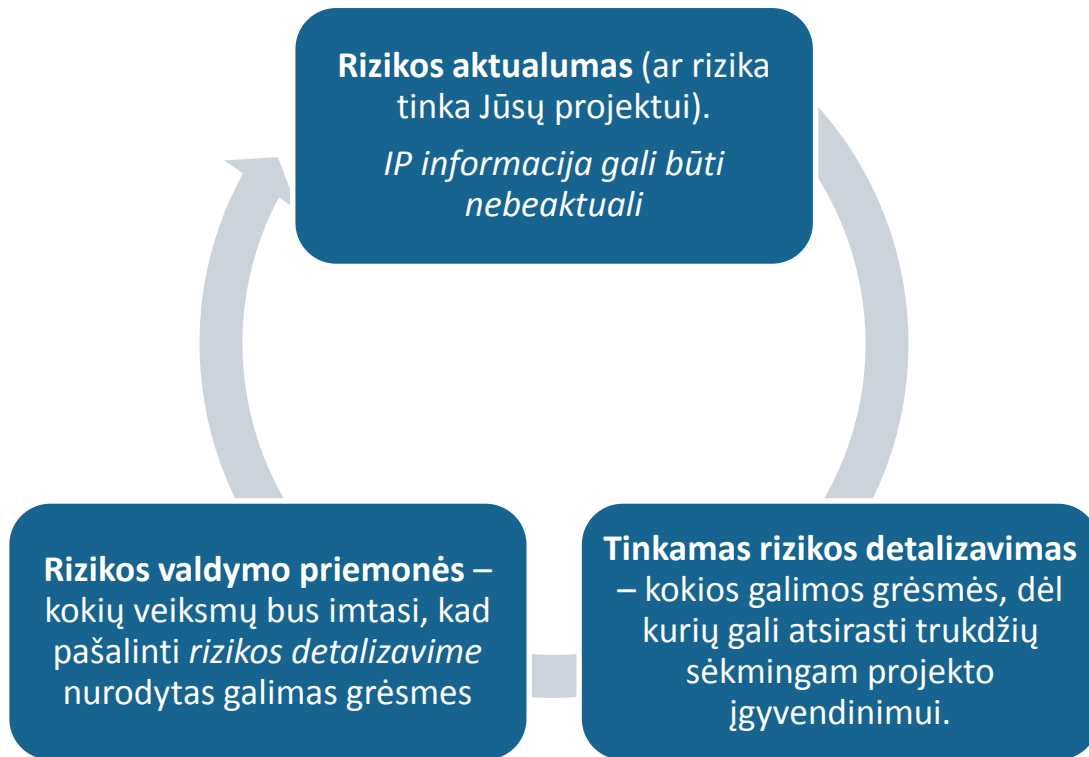 Rizikos aktualumas (ar rizika
tinka Jūsų projektui).
IP informacija gali būti
nebeaktuali
Rizikos valdymo priemonės –
kokių veiksmų bus imtasi, kad
pašalinti rizikos detalizavime
nurodytas galimas grėsmes
Tinkamas rizikos detalizavimas
– kokios galimos grėsmės, dėl
kurių gali atsirasti trukdžių
sėkmingam projekto
įgyvendinimui.